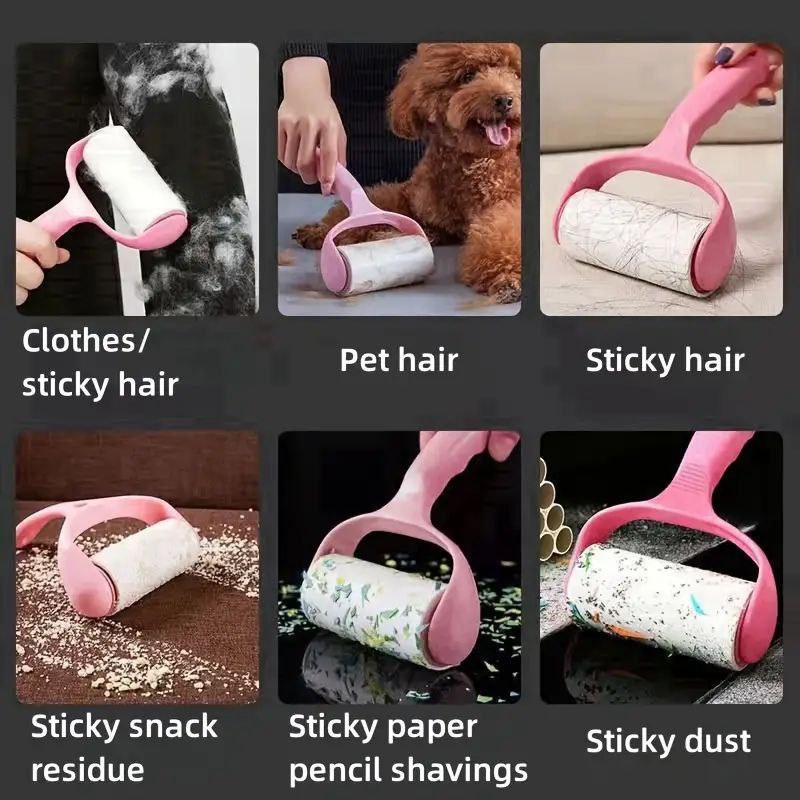 Clothes/
sticky hair
Pet hair
Sticky hair
Sticky snack
residue
Sticky paper
pencil shavings
Sticky dust